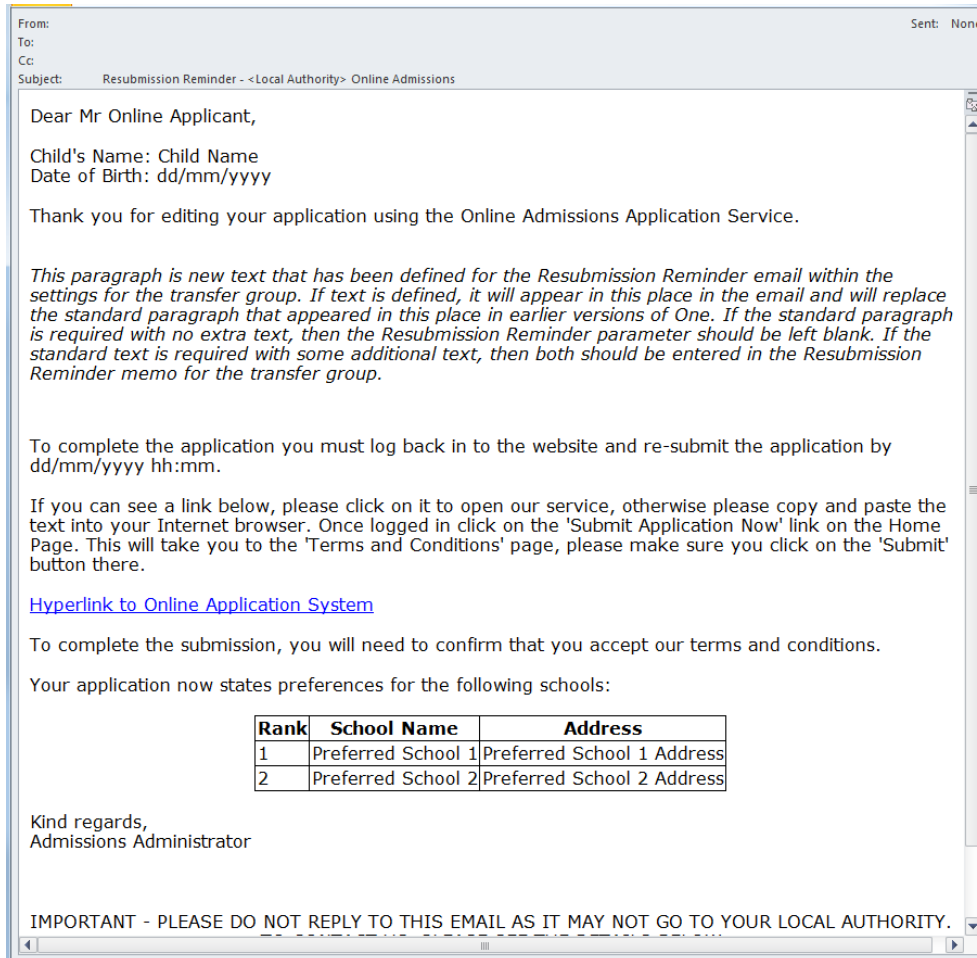 From: Sent: None
To:
Cc:
Subject: Resubmission Reminder - <Local Authority> Online Admissions
Dear Mr Online Applicant,
Child's Name: Child Name
Date of Birth: dd/mm/yyyy
Thank you for editing your application using the Online Admissions Application Service.
This paragraph is new text that has been defined for the Resubmission Reminder email within the
settings for the transfer group. If text is defined, it will appear in this place in the email and will replace
the standard paragraph that appeared in this place in earlier versions of One. If the standard paragraph
is required with no extra text, then the Resubmission Reminder parameter should be left blank. If the
standard text is required with some additional text, then both should be entered in the Resubmission
Reminder memo for the transfer group.
To complete the application you must log back in to the website and re-submit the application by
dd/mm/yyyy hh:mm.
If you can see a link below, please click on it to open our service, otherwise please copy and paste the
text into your Internet browser. Once logged in click on the 'Submit Application Now' link on the Home
Page. This will take you to the 'Terms and Conditions' page, please make sure you click on the 'Submit'
button there.
Hyperlink to Online Application System
To complete the submission, you will need to confirm that you accept our terms and conditions.
Your application now states preferences for the following schools:
Rank School Name Address
1 Preferred School 1 Preferred School 1 Address
2 Preferred School 2 Preferred School 2 Address
Kind regards,
Admissions Administrator
IMPORTANT - PLEASE DO NOT REPLY TO THIS EMAIL AS IT MAY NOT GO TO YOUR LOCAL AUTHORITY.